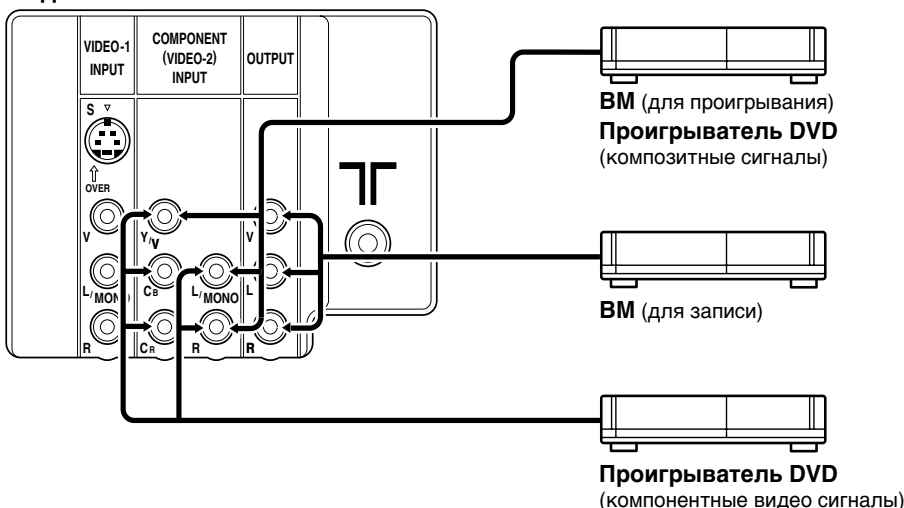 VIDEO-1
INPUT
COMPONENT
(VIDEO-2)
INPUT
OUTPUT
S
OVER
V
Y/V
V
L/MONO
CB
L/MONO
L
R
CR
R
R
ВМ (для проигрывания)
Проигрыватель DVD
(композитные сигналы)
ВМ (для записи)
Проигрыватель DVD
(компонентные видео сигналы)